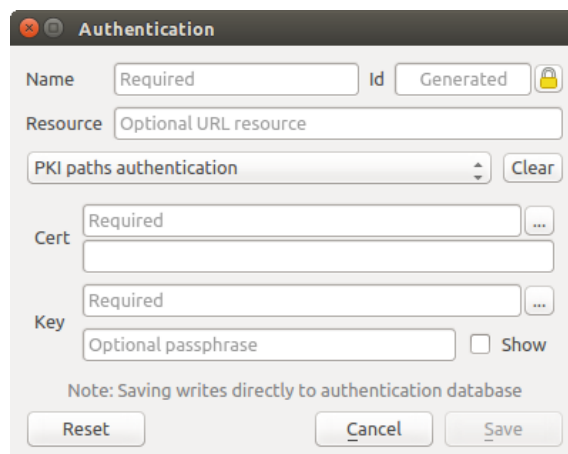 Authentication
Name Required Id Generated
Resource Optional URL resource
PKI paths authentication Clear
Cert Required ...
Key Required ...
Optional passphrase Show
Note: Saving writes directly to authentication database
Reset Cancel Save